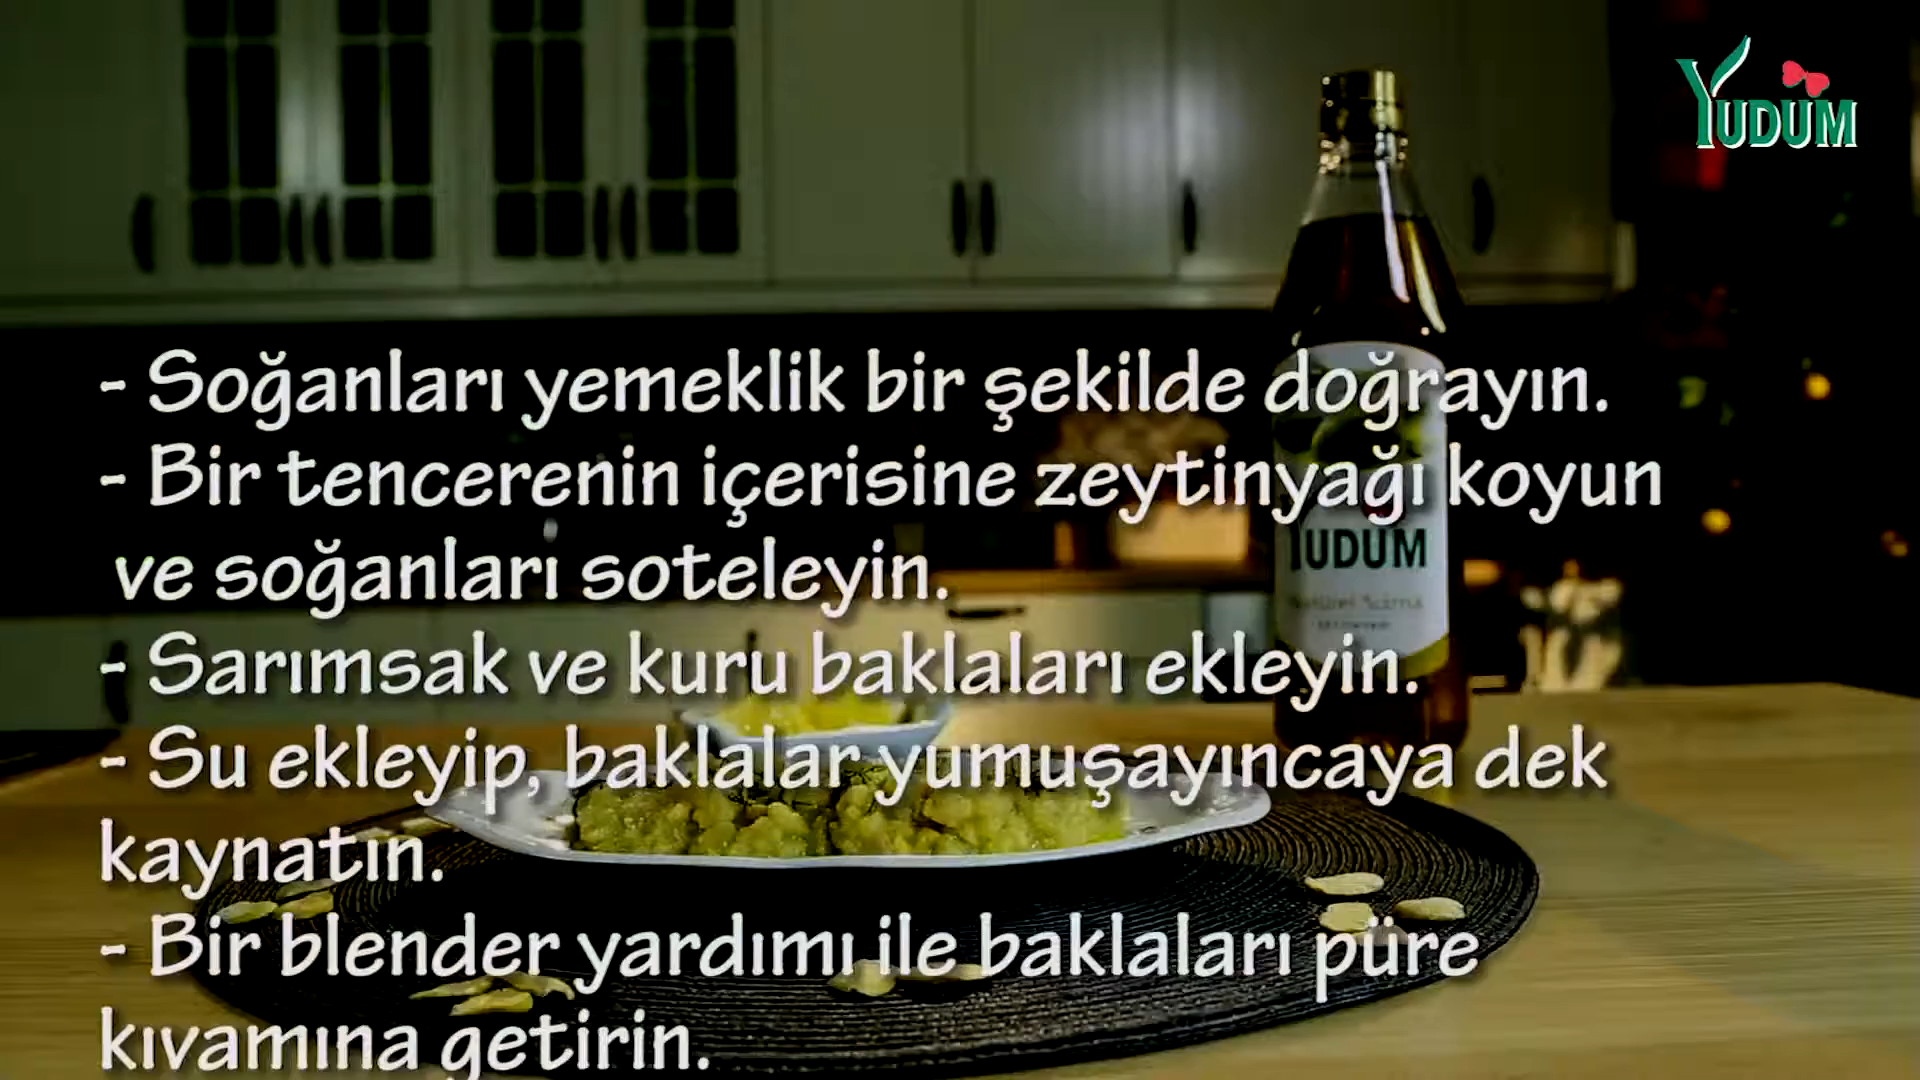 YUDUM
- Soğanları yemeklik bir şekilde doğrayın.
- Bir tencerenin içerisine zeytinyağı koyun
ve soğanları soteleyin.
YUDUM
- Sarımsak ve kuru baklaları ekleyin.
- Su ekleyip, baklalar yumuşayıncaya dek
kaynatın.
- Bir blender yardımı ile baklaları püre
kıvamına getirin.